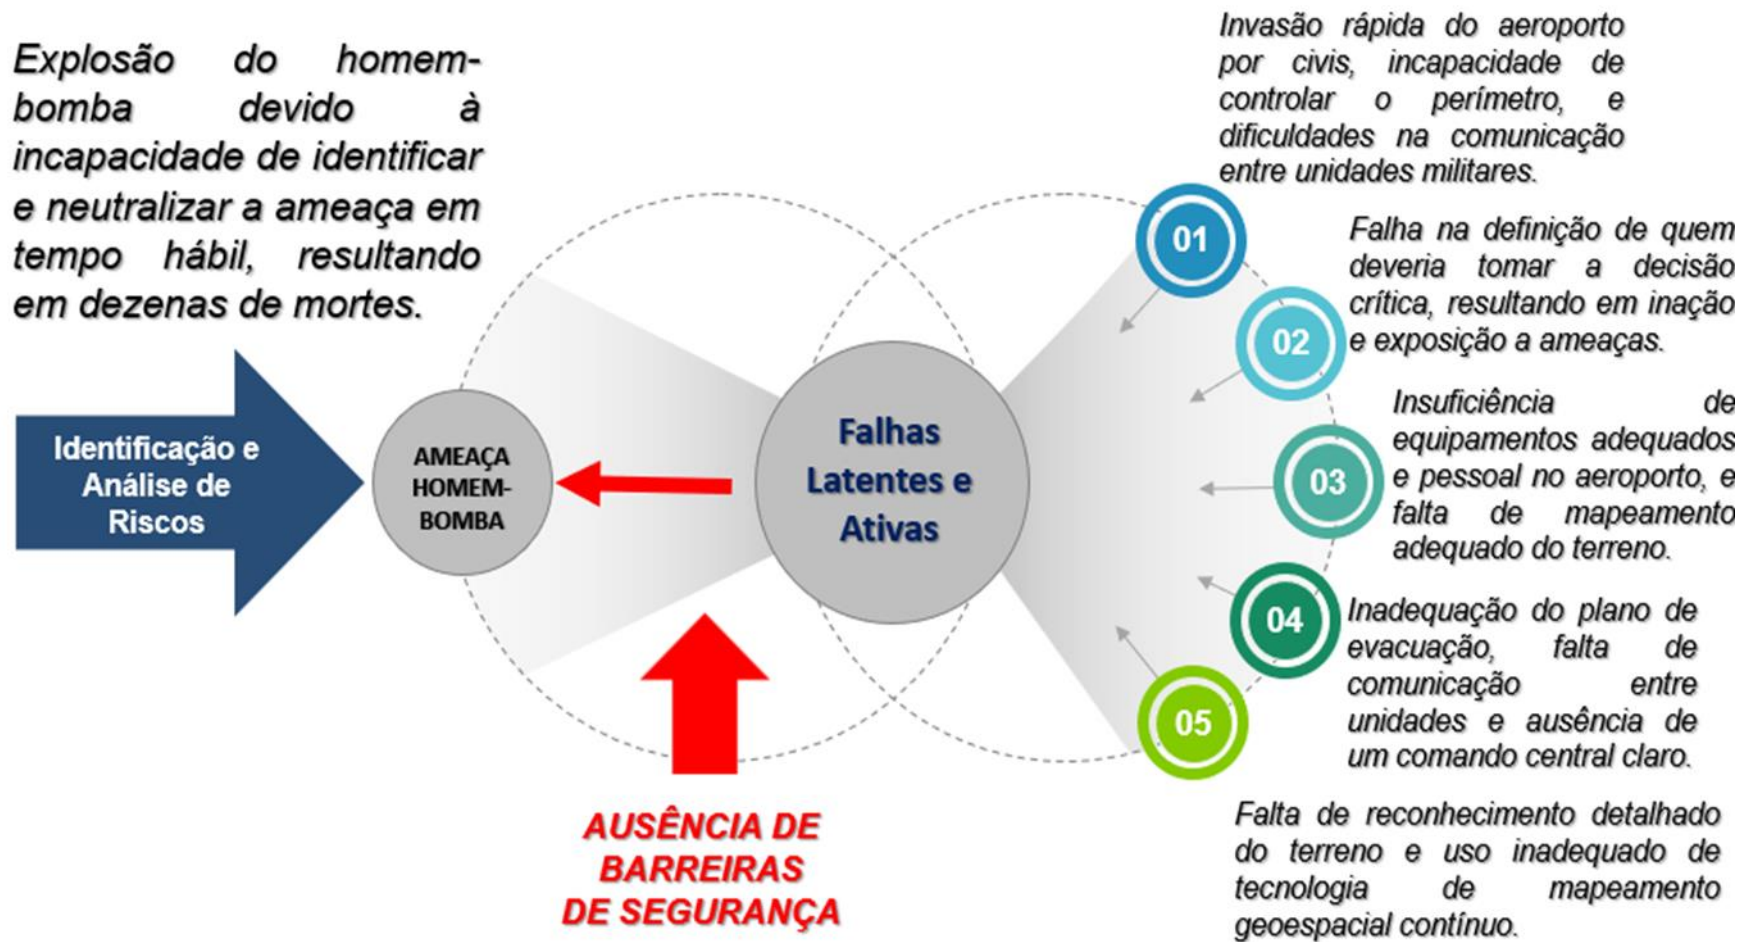 Explosão do homem-
bomba devido à
incapacidade de identificar
e neutralizar a ameaça em
tempo hábil, resultando
em dezenas de mortes.
Identificação e
Análise de
Riscos
AMEAÇA
HOMEM-
BOMBA
Falhas
Latentes e
Ativas
AUSÊNCIA DE
BARREIRAS
DE SEGURANÇA
Invasão rápida do aeroporto
por civis, incapacidade de
controlar o perímetro, e
dificuldades na comunicação
entre unidades militares.
01
Falha na definição de quem
deveria tomar a decisão
crítica, resultando em inação
e exposição a ameaças.
02
Insuficiência de
equipamentos adequados
e pessoal no aeroporto, e
falta de mapeamento
adequado do terreno.
03
Inadequação do plano de
evacuação, falta de
comunicação entre
unidades e ausência de
um comando central claro.
04
05
Falta de reconhecimento detalhado
do terreno e uso inadequado de
tecnologia de mapeamento
geoespacial contínuo.